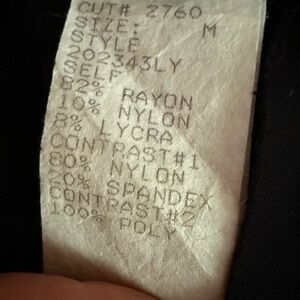 CUT# 2760
SIZE: M
STYLE
202343LY
SELF
82% RAYON
10% NYLON
8% LYCRA
CONTRAST#1
80% NYLON
20% SPANDEX
CONTRAST#2
100% POLY